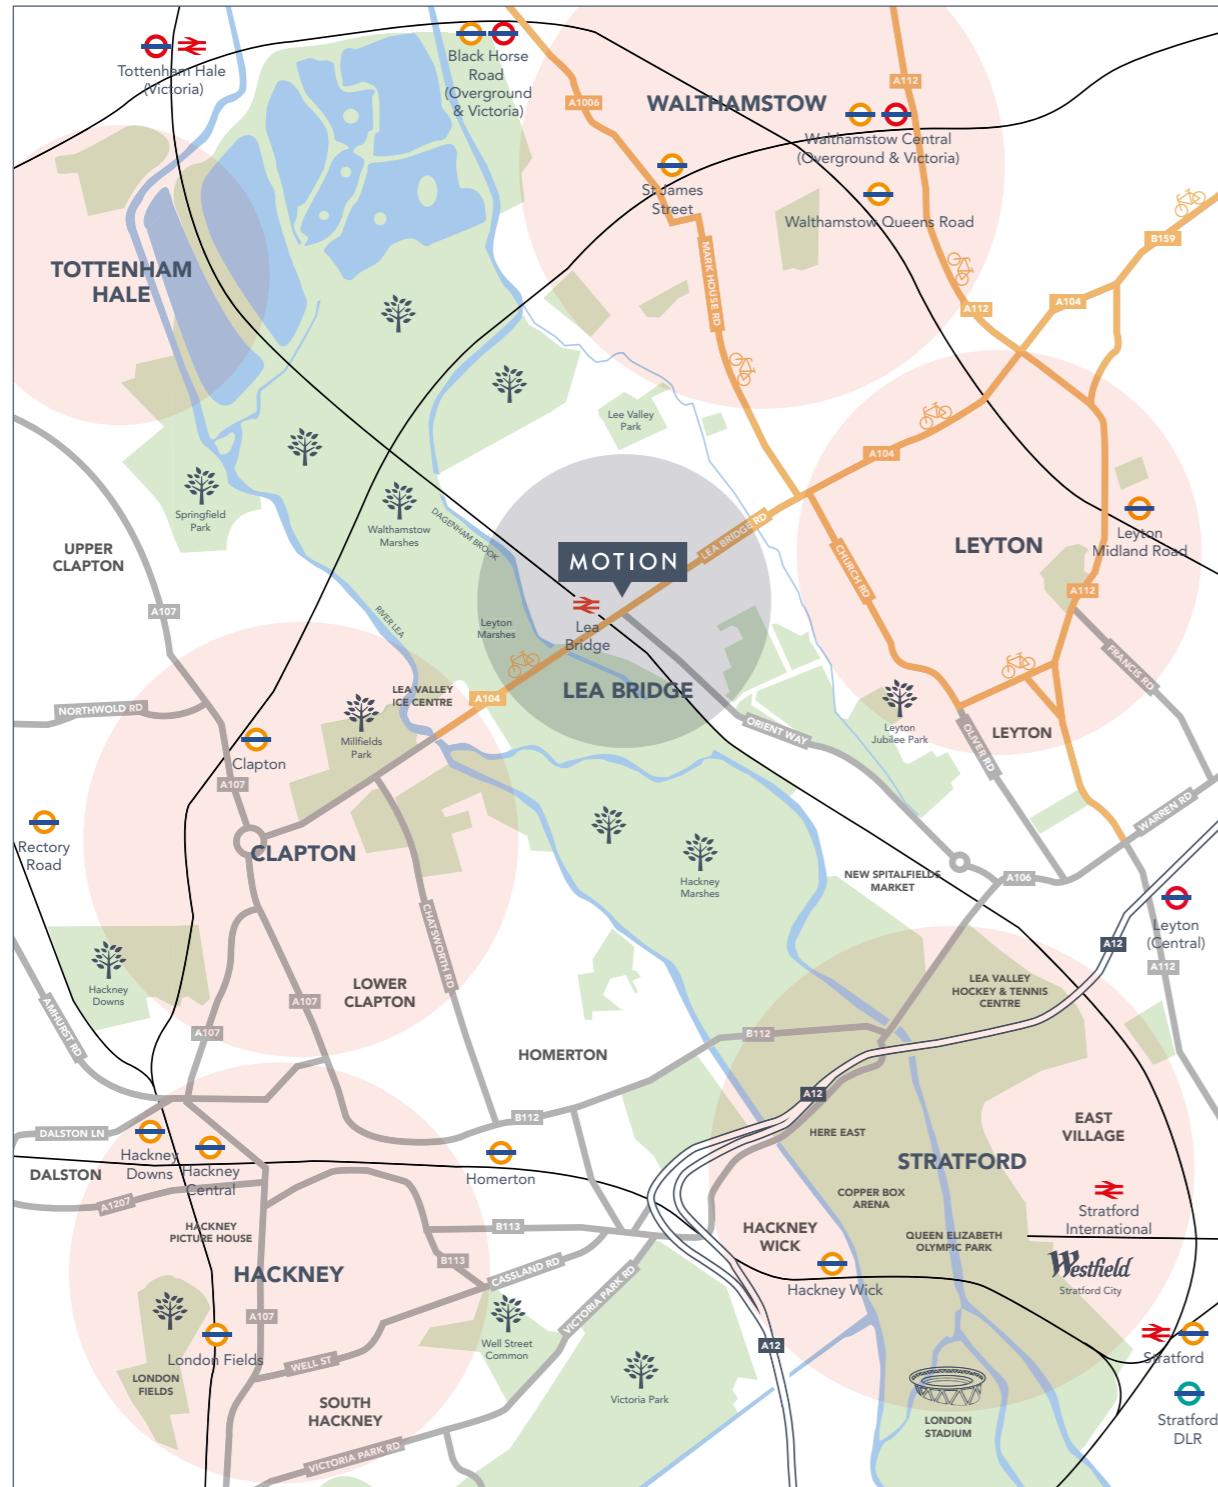 Tottenham Hale
(Victoria)
Black Horse
Road
(Overground
& Victoria)
A1006
WALTHAMSTOW
A112
Walthamstow Central
(Overground & Victoria)
St James
Street
Walthamstow Queens Road
B159
TOTTENHAM
HALE
MARK HOUSE RD
A112
A104
Lee Valley
Park
A104
Springfield
Park
Walthamstow
Marshes
DAGENHAM BROOK
LEA BRIDGE RD
Leyton
Midland Road
LEYTON
UPPER
CLAPTON
MOTION
CHURCH RD
A107
RIVER LEA
Leyton
Marshes
Lea
Bridge
A112
FRANCIS RD
LEA VALLEY
ICE CENTRE
A104
LEA BRIDGE
NORTHWOLD RD
Millfields
Park
ORIENT WAY
Leyton
Jubilee Park
OLIVER RD
LEYTON
Clapton
A107
WARREN RD
Rectory
Road
CLAPTON
Hackney
Marshes
NEW SPITALFIELDS
MARKET
A106
CHATSWORTH RD
Leyton
(Central)
A12
A112
Hackney
Downs
LOWER
CLAPTON
A107
LEA VALLEY
HOCKEY & TENNIS
CENTRE
AMHURST RD
A107
B112
HOMERTON
A12
B112
HERE EAST
EAST
VILLAGE
DALSTON LN
Hackney
Downs
Hackney
Central
DALSTON
Homerton
STRATFORD
A1207
COPPER BOX
ARENA
Stratford
International
HACKNEY
PICTURE HOUSE
B113
HACKNEY
WICK
QUEEN ELIZABETH
OLYMPIC PARK
B113
CASSLAND RD
HACKNEY
VICTORIA PARK RD
Hackney Wick
Westfield
Stratford City
A107
London Fields
Well Street
Common
A12
Stratford
WELL ST
LONDON
FIELDS
Victoria Park
SOUTH
HACKNEY
LONDON
STADIUM
Stratford
DLR
VICTORIA PARK RD